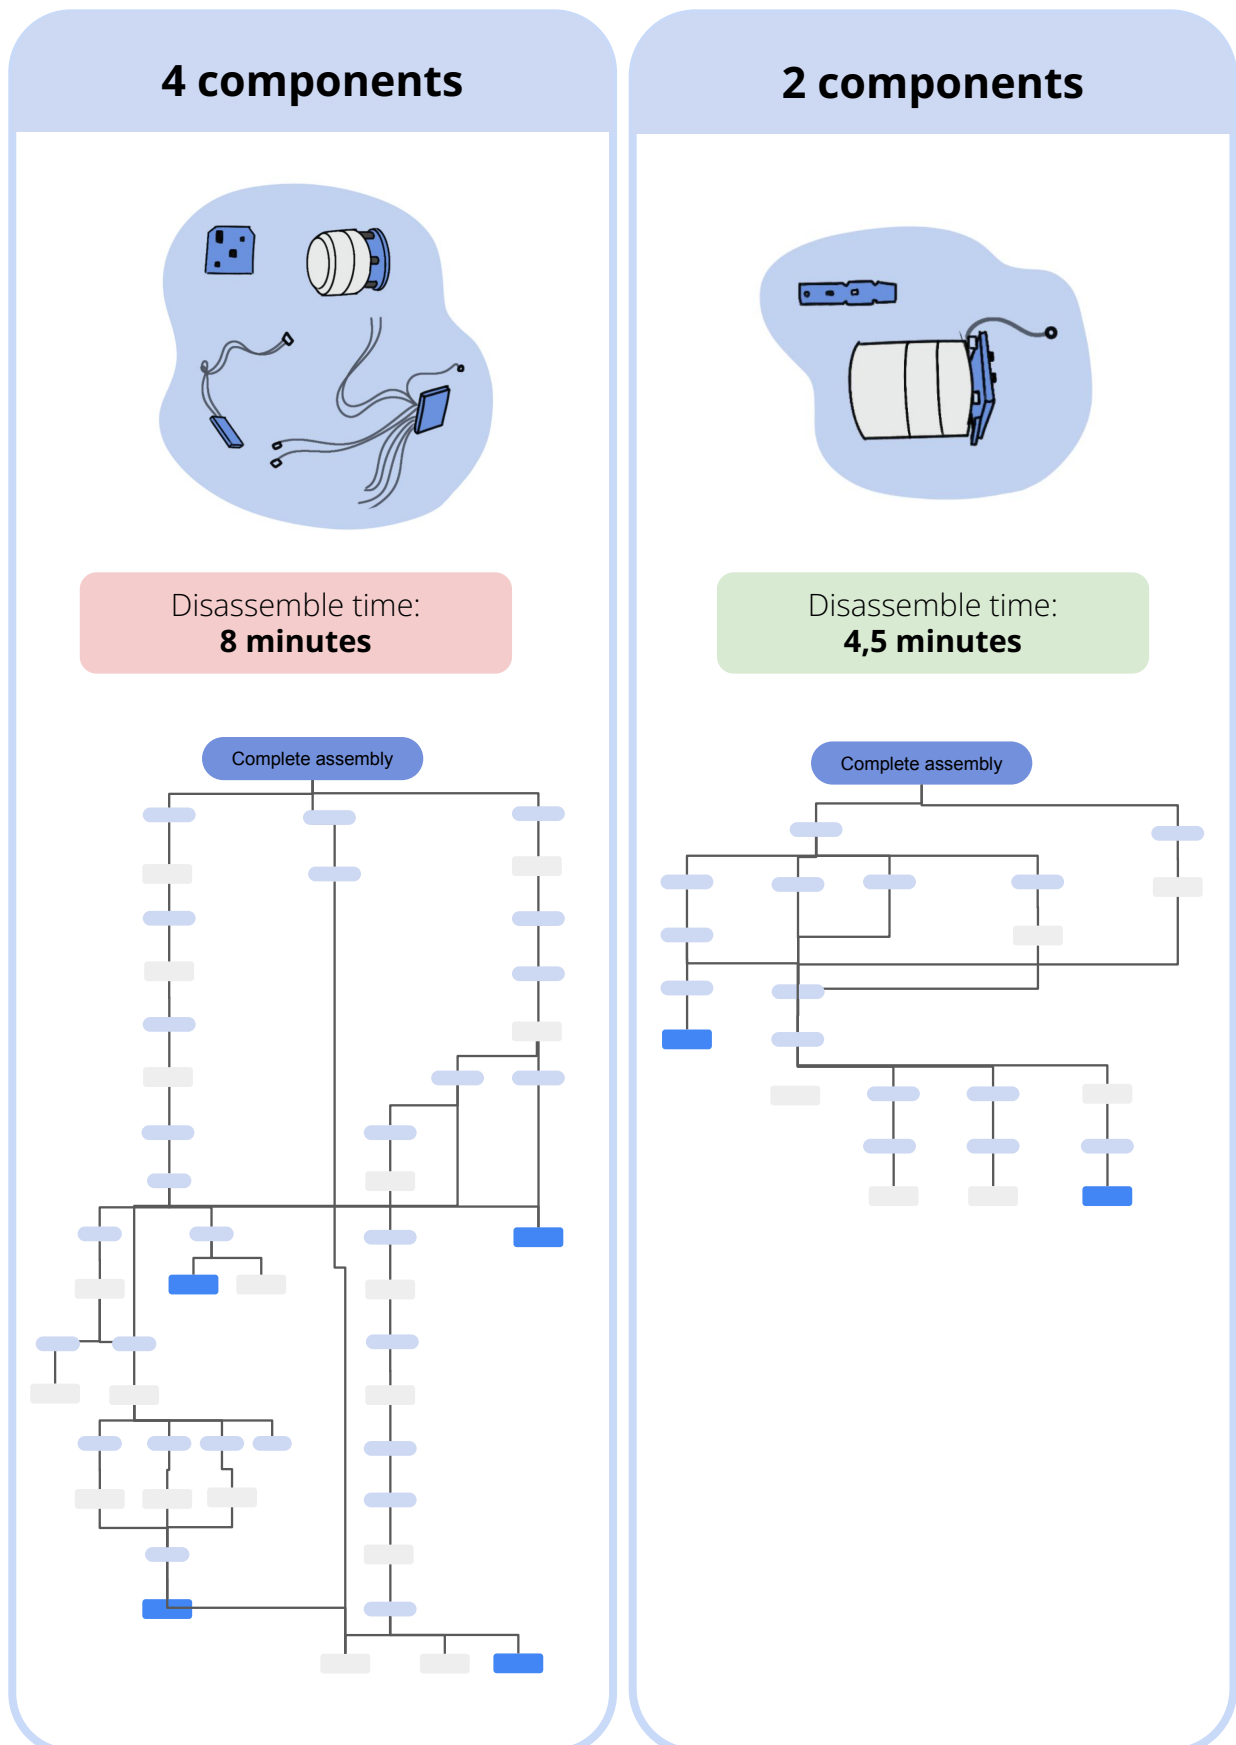 4 components
Disassemble time:
8 minutes
Complete assembly
2 components
Disassemble time:
4,5 minutes
Complete assembly